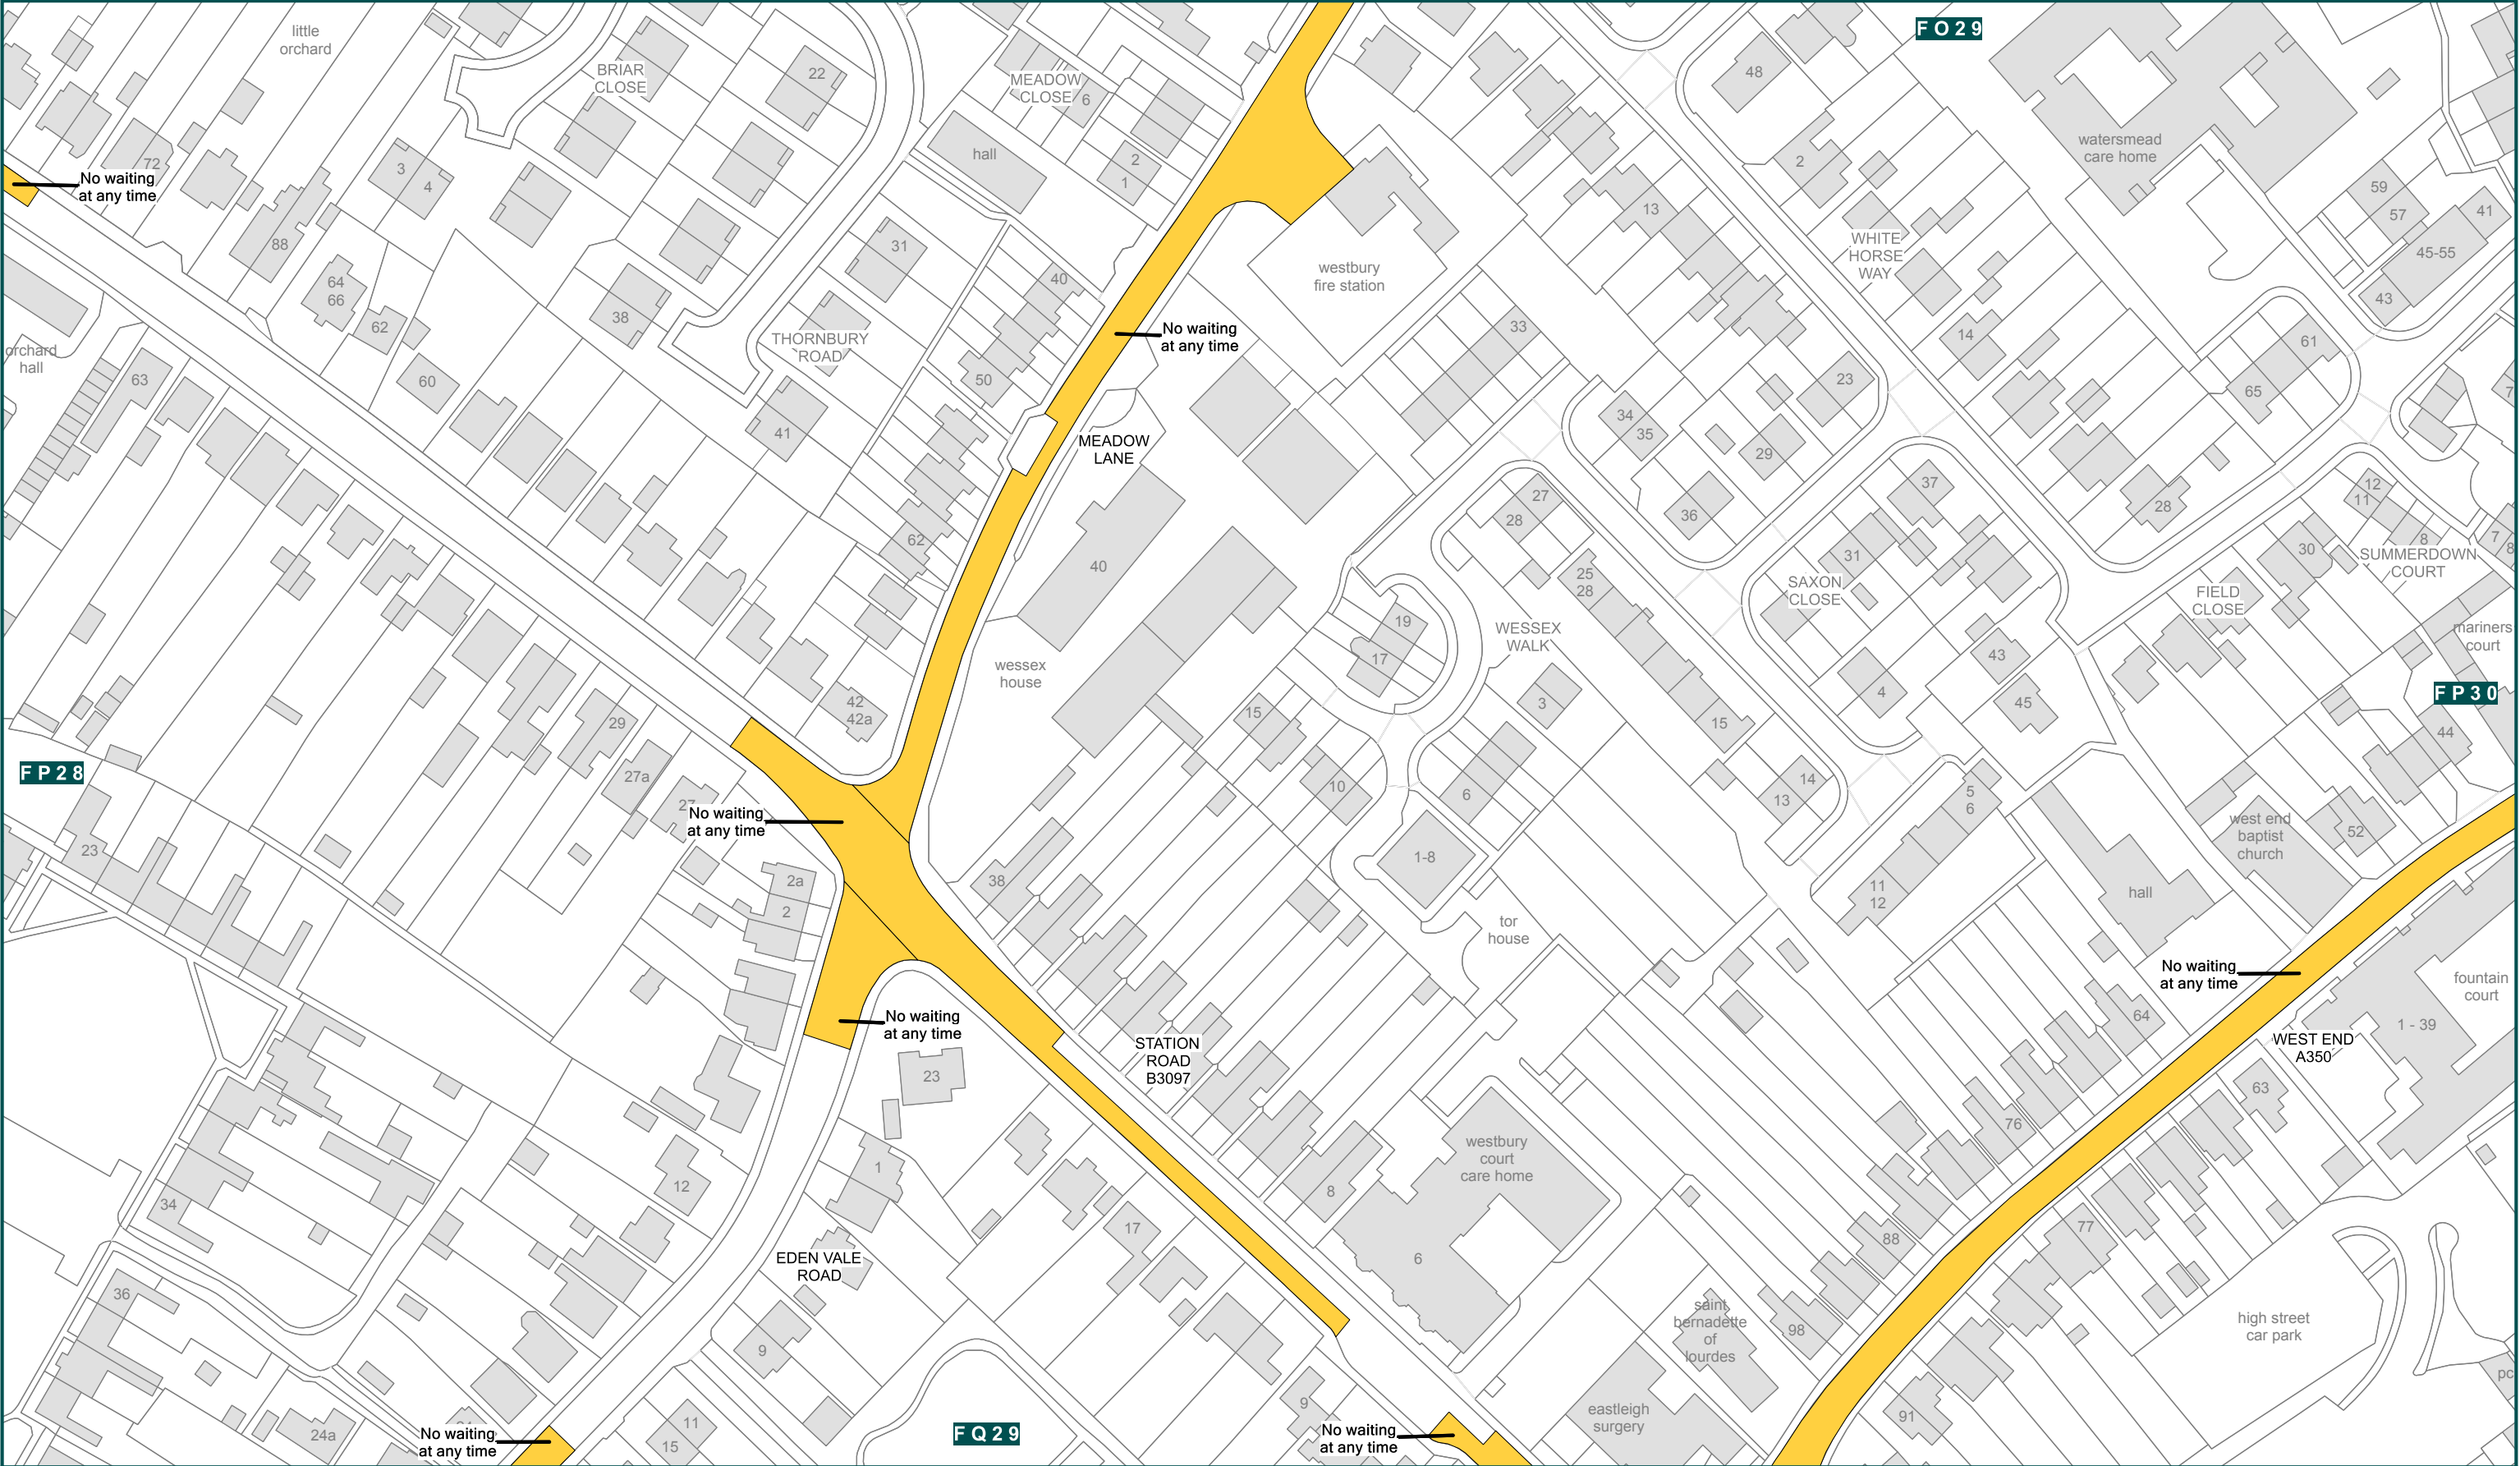 little
orchard
BRIAR
CLOSE
22
MEADOW
CLOSE
6
FO29
48
watersmead
care home
72
No waiting
at any time
3
4
hall
2
1
2
13
59
57
41
88
31
WHITE
HORSE
WAY
45-55
43
64
66
62
38
40
westbury
fire station
No waiting
at any time
33
14
61
orchard
hall
63
60
THORNBURY
ROAD
50
23
65
41
MEADOW
LANE
34
35
29
62
40
27
28
36
37
28
12
11
8
7
8
25
28
31
30
SUMMERDOWN
COURT
SAXON
CLOSE
FIELD
CLOSE
19
17
WESSEX
WALK
mariners
court
wessex
house
43
4
45
FP30
42
42a
29
15
3
15
44
FP28
27a
27
No waiting
at any time
10
6
14
13
5
6
23
2a
2
38
1-8
11
12
hall
west end
baptist
church
52
tor
house
No waiting
at any time
fountain
court
1 - 39
64
No waiting
at any time
STATION
ROAD
B3097
WEST END
A350
23
63
76
34
12
1
8
westbury
court
care home
6
17
88
77
EDEN VALE
ROAD
36
9
saint
bernadette
of
lourdes
98
high street
car park
pc
24a
No waiting
at any time
11
15
FQ29
9
No waiting
at any time
eastleigh
surgery
91